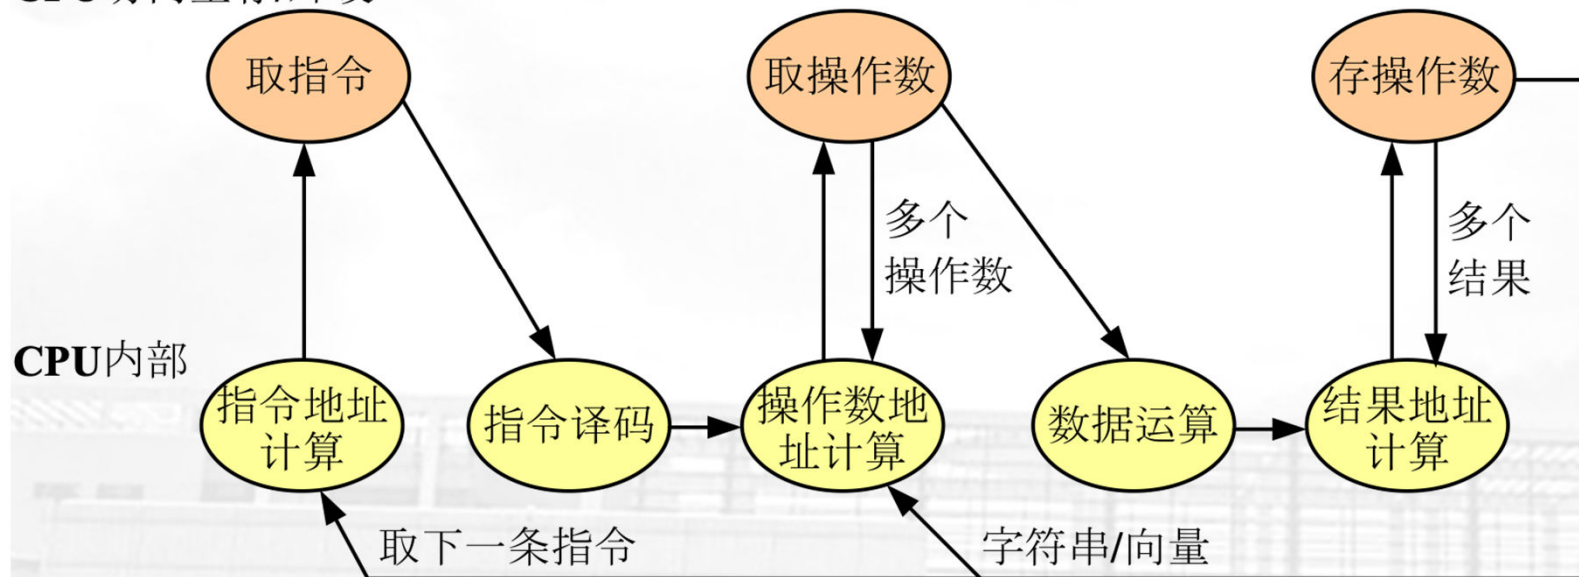 取指令
取操作数
存操作数
多个
操作数
多个
结果
CPU内部
指令地址
计算
指令译码
操作数地
址计算
数据运算
结果地址
计算
取下一条指令
字符串/向量